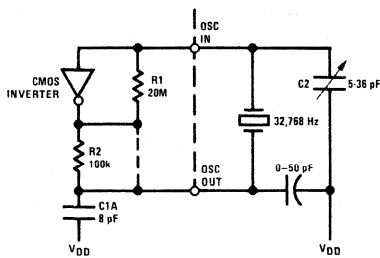 OSC
IN
CMOS
INVERTER
R1
20M
C2
5-36 pF
32,768 Hz
R2
100k
0-50 pF
OSC
OUT
C1A
8 pF
VDD
VDD